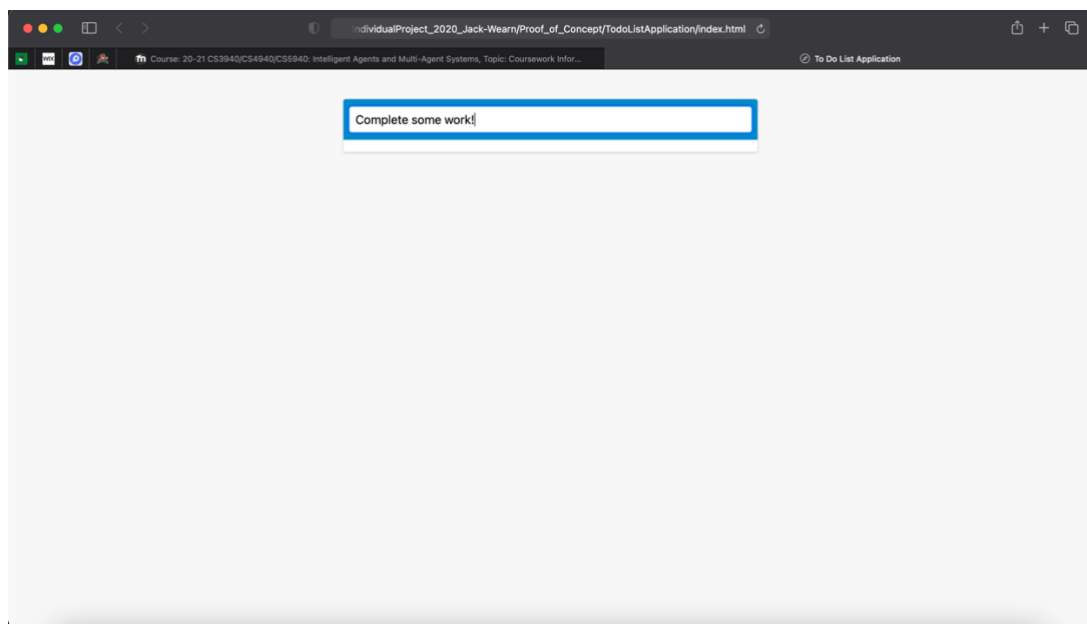 ndividualProject_2020_Jack-Wearn/Proof_of_Concept/TodoListApplication/index.html
WIX
Course: 20-21 CS3940/CS4940/CS5940: Intelligent Agents and Multi-Agent Systems, Topic: Coursework Infor...
To Do List Application
Complete some work!